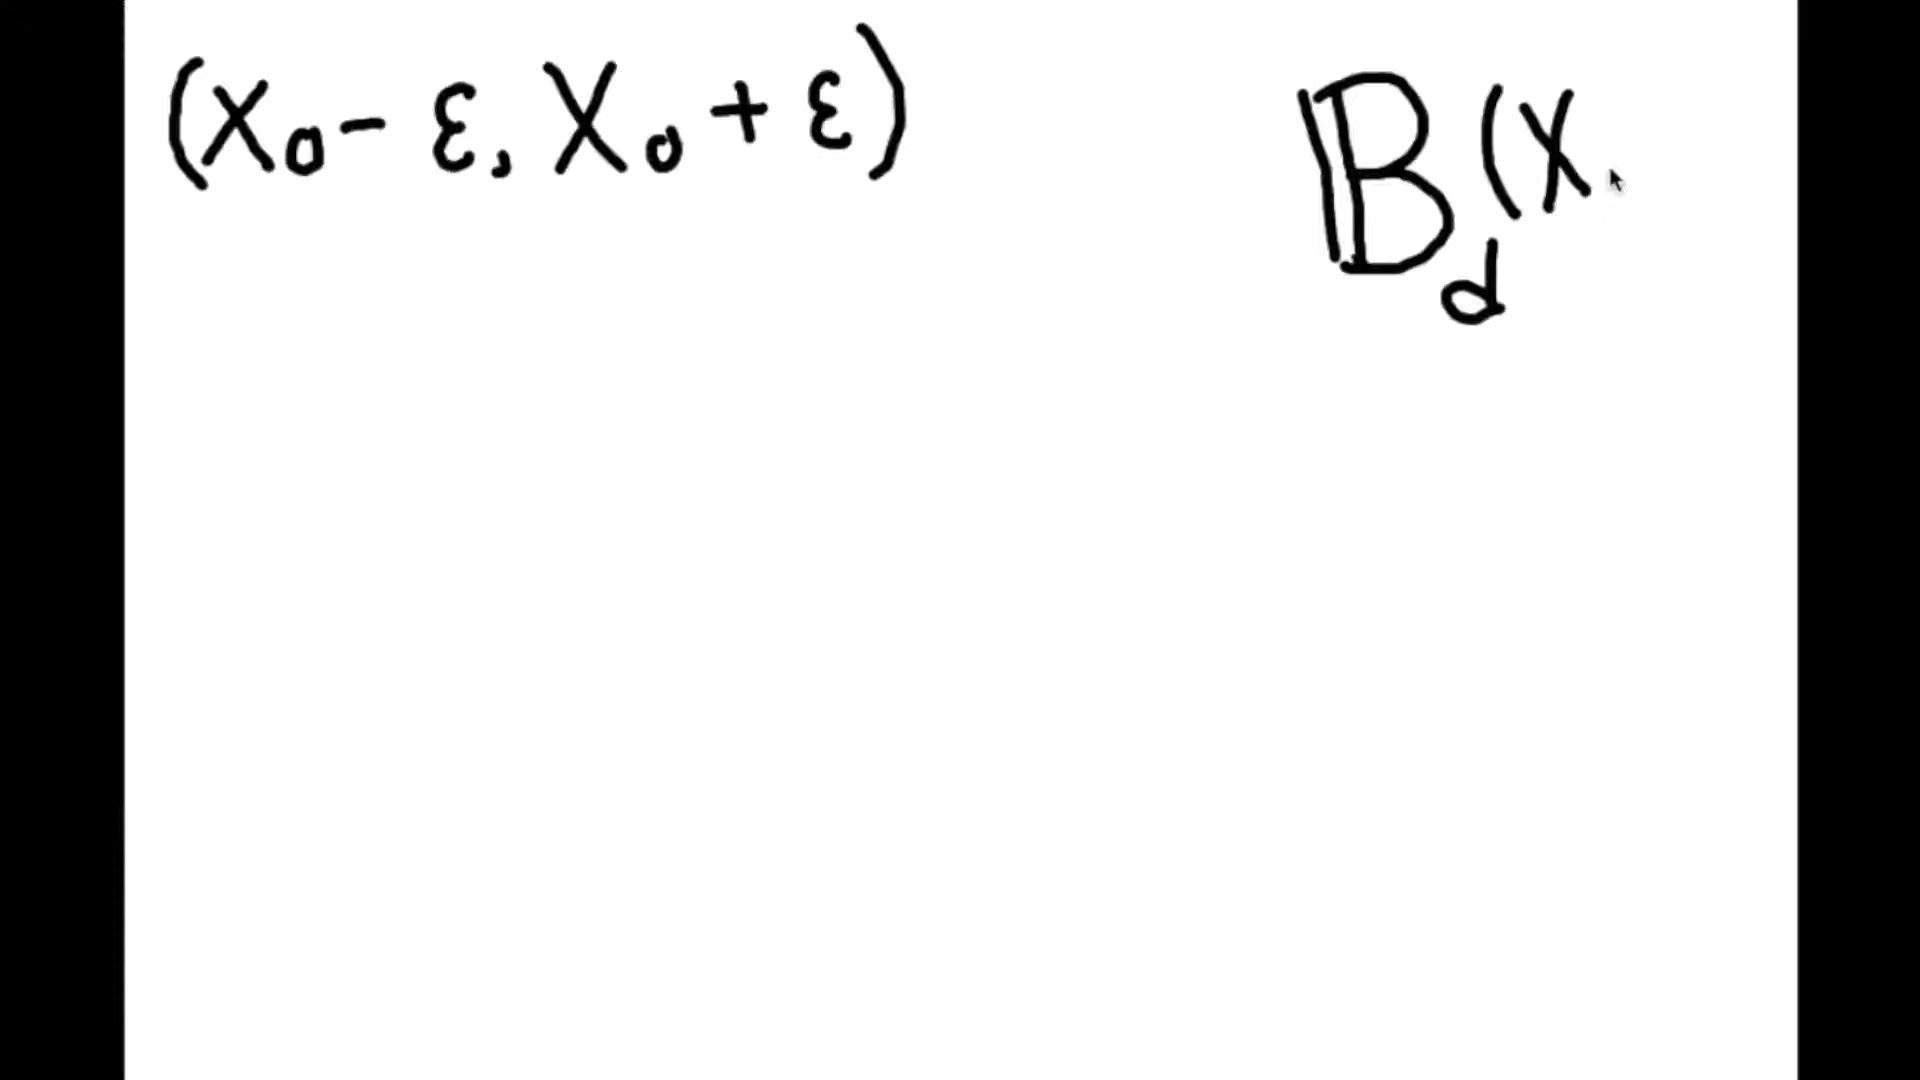 (x₀ - ε, x₀ + ε)
𝔹_d (x